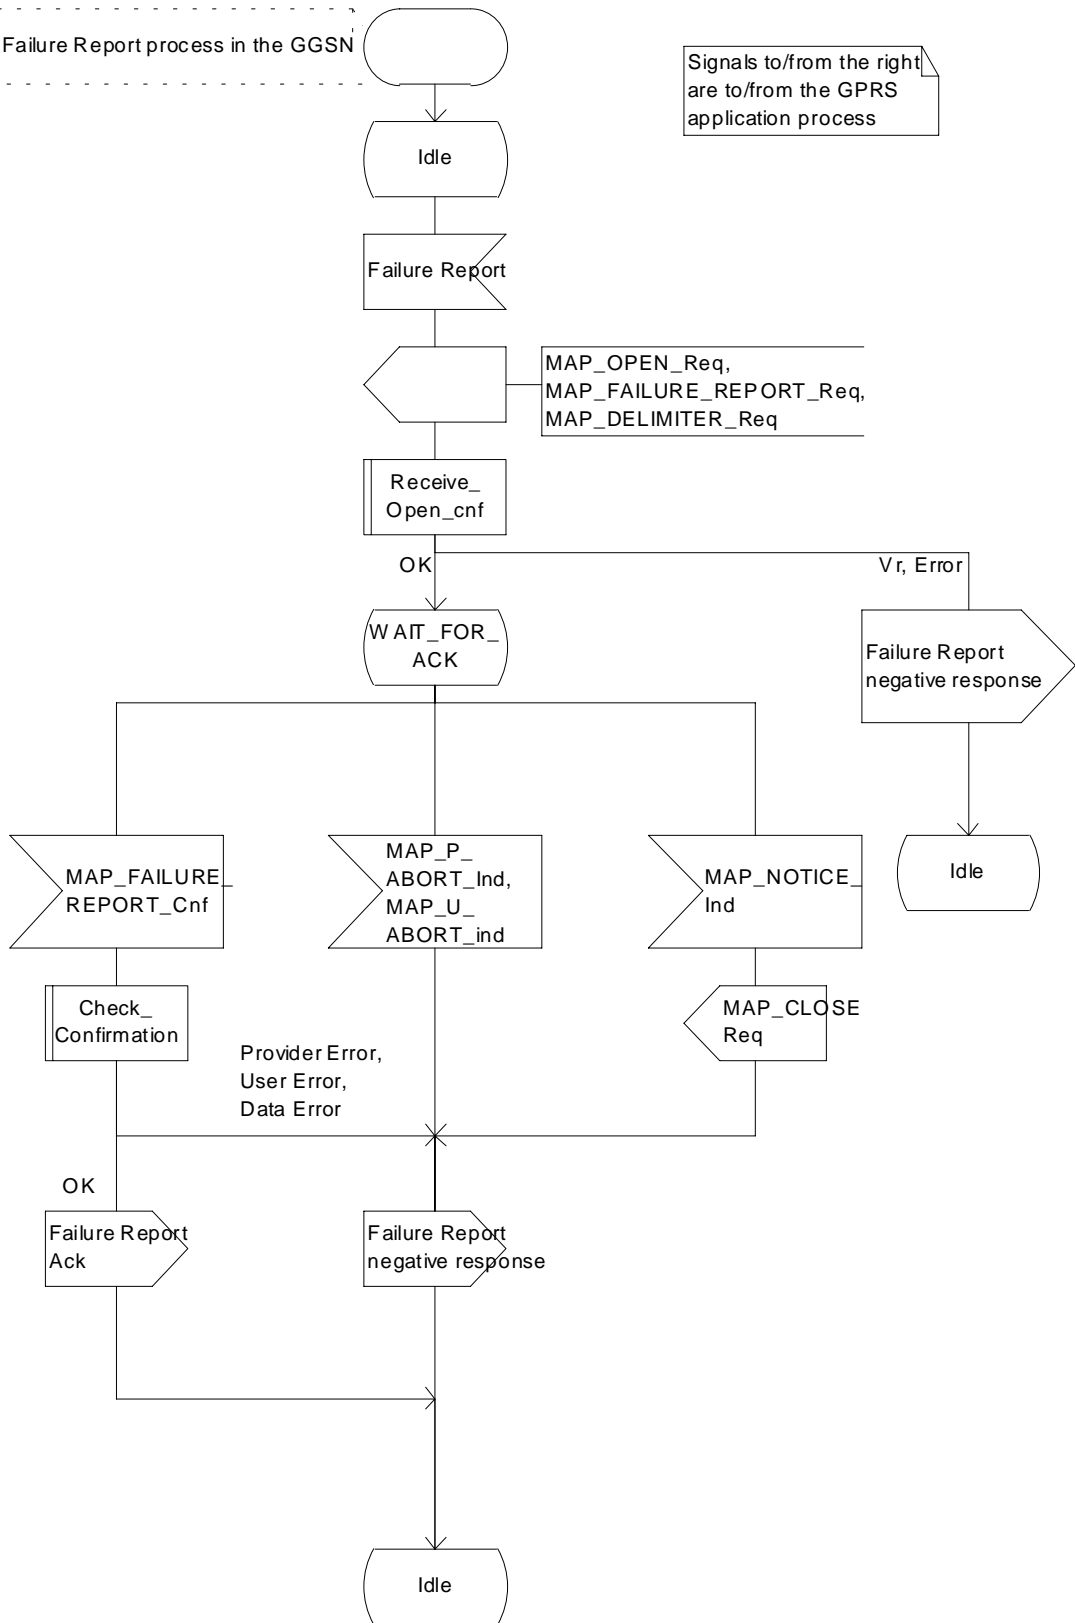 Failure Report process in the GGSN
Signals to/from the right
are to/from the GPRS
application process
Idle
Failure Report
MAP_OPEN_Req,
MAP_FAILURE_REPORT_Req,
MAP_DELIMITER_Req
Receive_
Open_cnf
OK
Vr, Error
WAIT_FOR_
ACK
Failure Report
negative response
MAP_FAILURE_
REPORT_Cnf
MAP_P_
ABORT_Ind,
MAP_U_
ABORT_ind
MAP_NOTICE_
Ind
Idle
Check_
Confirmation
MAP_CLOSE
Req
Provider Error,
User Error,
Data Error
OK
Failure Report
Ack
Failure Report
negative response
Idle